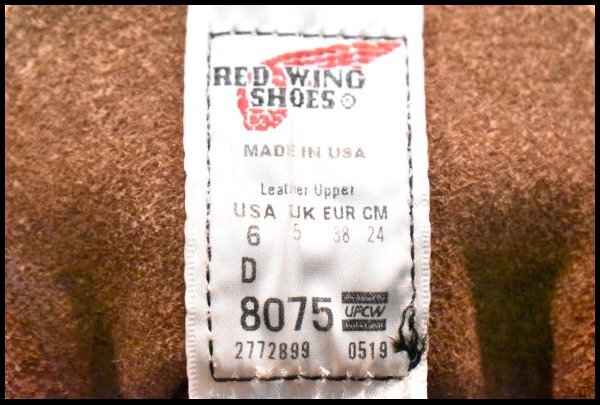 RED WING
SHOES ®
MADE IN USA
Leather Upper
USA UK EUR CM
6 5 38 24
D
8075 UFCW
2772899 0519